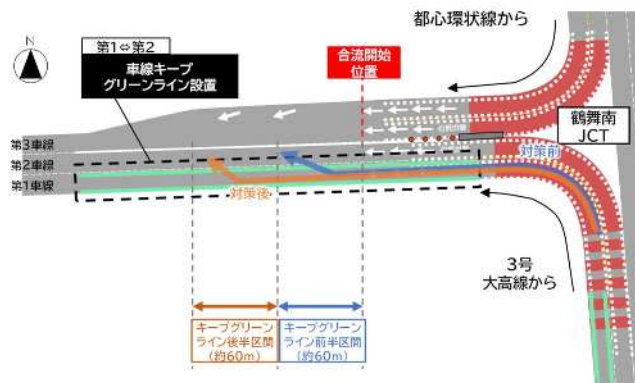 都心環状線から
N
第1⇔第2
車線キープ
グリーンライン設置
合流開始
位置
鶴舞南
JCT
第3車線
第2車線
第1車線
対策前
対策後
3号
大高線から
キープグリーン
ライン後半区間
(約60m)
キープグリーン
ライン前半区間
(約60m)